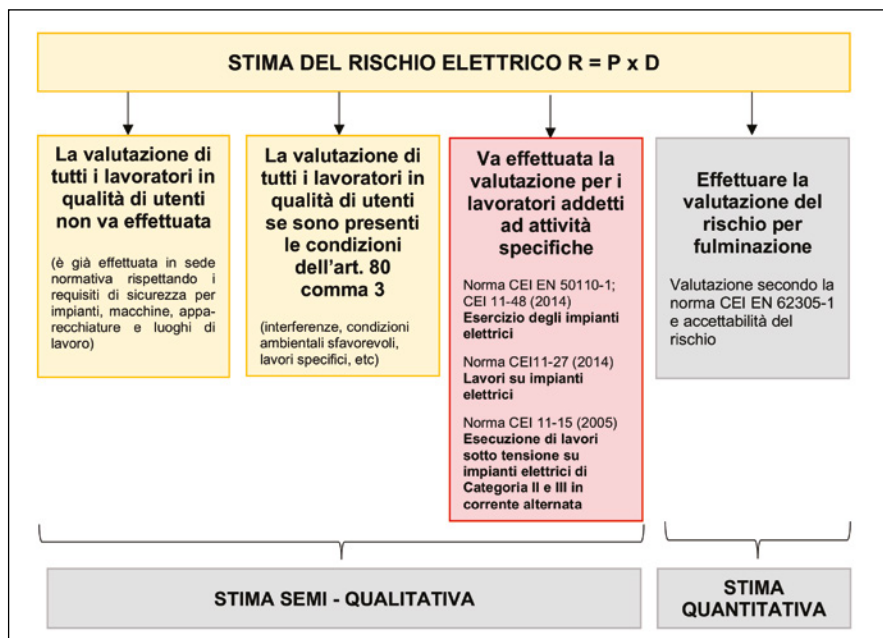 STIMA DEL RISCHIO ELETTRICO R = P x D
La valutazione di
tutti i lavoratori in
qualità di utenti
non va effettuata
(è già effettuata in sede
normativa rispettando i
requisiti di sicurezza per
impianti, macchine, appa-
recchiature e luoghi di
lavoro)
La valutazione di
tutti i lavoratori in
qualità di utenti
se sono presenti
le condizioni
dell'art. 80
comma 3
(interferenze, condizioni
ambientali sfavorevoli,
lavori specifici, etc)
Va effettuata la
valutazione per i
lavoratori addetti
ad attività
specifiche
Norma CEI EN 50110-1;
CEI 11-48 (2014)
Esercizio degli impianti
elettrici
Norma CEI11-27 (2014)
Lavori su impianti
elettrici
Norma CEI 11-15 (2005)
Esecuzione di lavori
sotto tensione su
impianti elettrici di
Categoria II e III in
corrente alternata
Effettuare la
valutazione del
rischio per
fulminazione
Valutazione secondo la
norma CEI EN 62305-1
e accettabilità del
rischio
STIMA SEMI - QUALITATIVA
STIMA
QUANTITATIVA